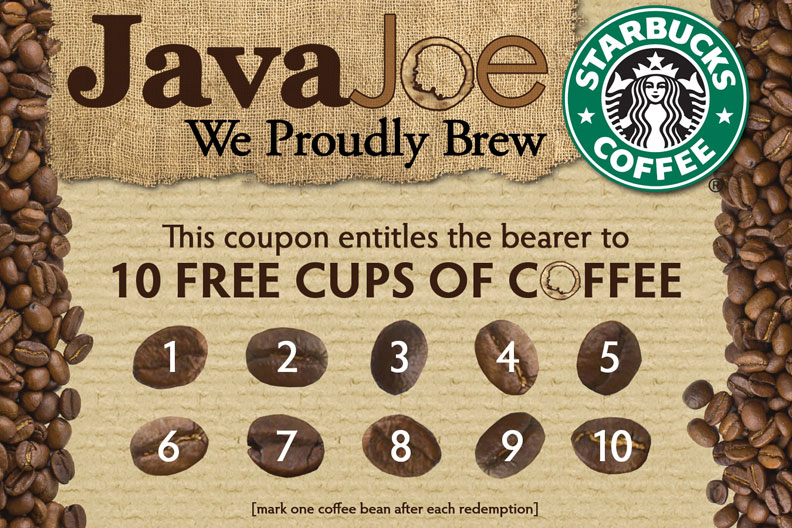 JavaJoe
We Proudly Brew
STARBUCKS
COFFEE
®
This coupon entitles the bearer to
10 FREE CUPS OF COFFEE
1 2 3 4 5
6 7 8 9 10
[mark one coffee bean after each redemption]